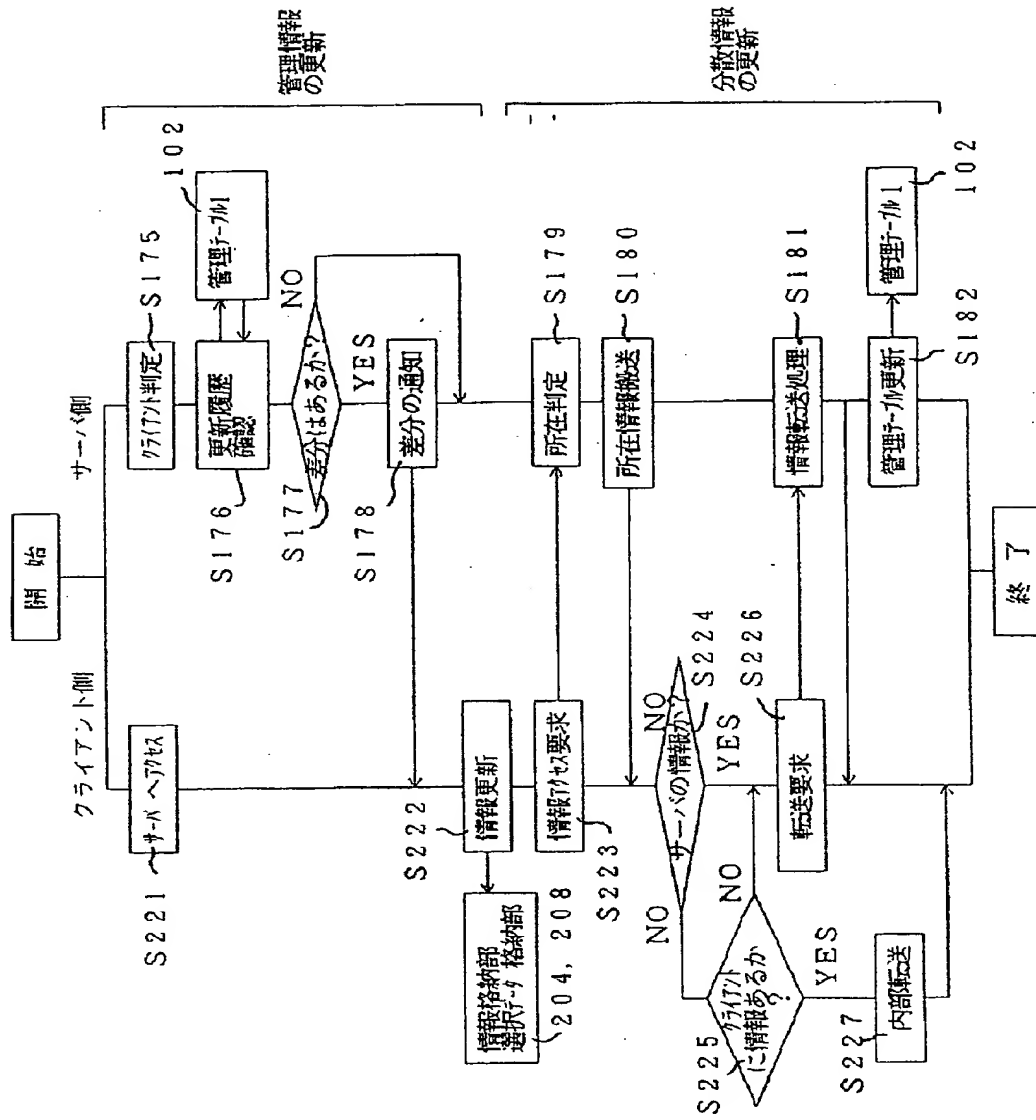 開 始
クライアント側
サーバ側
サーバ へアクセス
S221
クライアント判定
S175
更新履歴
確認
S176
管理テーブル1
102
差分はあるか?
S177
NO
YES
差分の通知
S178
管理情報
の更新
情報更新
S222
情報格納部
選択データ 格納部
204, 208
情報アクセス要求
S223
所在判定
S179
所在情報搬送
S180
サーバの情報か?
S224
NO
NO
YES
クライアント
に情報あるか
?
S225
NO
YES
転送要求
S226
情報転送処理
S181
内部転送
S227
管理テーブル更新
S182
管理テーブル1
102
分散情報
の更新
終 了